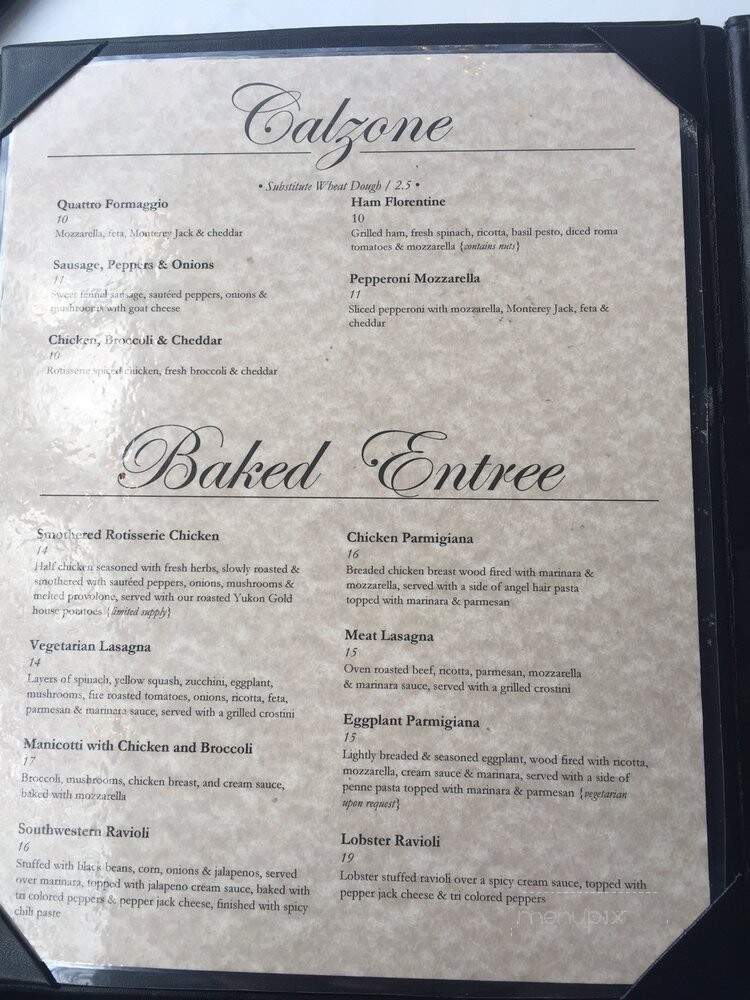 Calzone
• Substitute Wheat Dough / 2.5 •
Quattro Formaggio
10
Mozzarella, feta, Monterey Jack & cheddar
Sausage, Peppers & Onions
11
Sweet fennal sausage, sautéed peppers, onions &
mushrooms with goat cheese
Chicken, Broccoli & Cheddar
10
Rotisserie spiced chicken, fresh broccoli & cheddar
Ham Florentine
10
Grilled ham, fresh spinach, ricotta, basil pesto, diced roma
tomatoes & mozzarella {contains nuts}
Pepperoni Mozzarella
11
Sliced pepperoni with mozzarella, Monterey Jack, feta &
cheddar
Baked Entree
Smothered Rotisserie Chicken
14
Half chicken seasoned with fresh herbs, slowly roasted &
smothered with sautéed peppers, onions, mushrooms &
melted provolone, served with our roasted Yukon Gold
house potatoes {limited supply}
Vegetarian Lasagna
14
Layers of spinach, yellow squash, zucchini, eggplant,
mushrooms, fire roasted tomatoes, onions, ricotta, feta,
parmesan & marinara sauce, served with a grilled crostini
Manicotti with Chicken and Broccoli
17
Broccoli, mushrooms, chicken breast, and cream sauce,
baked with mozzarella
Southwestern Ravioli
16
Stuffed with black beans, corn, onions & jalapenos, served
over marinara, topped with jalapeno cream sauce, baked with
tri colored peppers & pepper jack cheese, finished with spicy
chili paste
Chicken Parmigiana
16
Breaded chicken breast wood fired with marinara &
mozzarella, served with a side of angel hair pasta
topped with marinara & parmesan
Meat Lasagna
15
Oven roasted beef, ricotta, parmesan, mozzarella
& marinara sauce, served with a grilled crostini
Eggplant Parmigiana
15
Lightly breaded & seasoned eggplant, wood fired with ricotta,
mozzarella, cream sauce & marinara, served with a side of
penne pasta topped with marinara & parmesan {vegetarian
upon request}
Lobster Ravioli
19
Lobster stuffed ravioli over a spicy cream sauce, topped with
pepper jack cheese & tri colored peppers
menupix